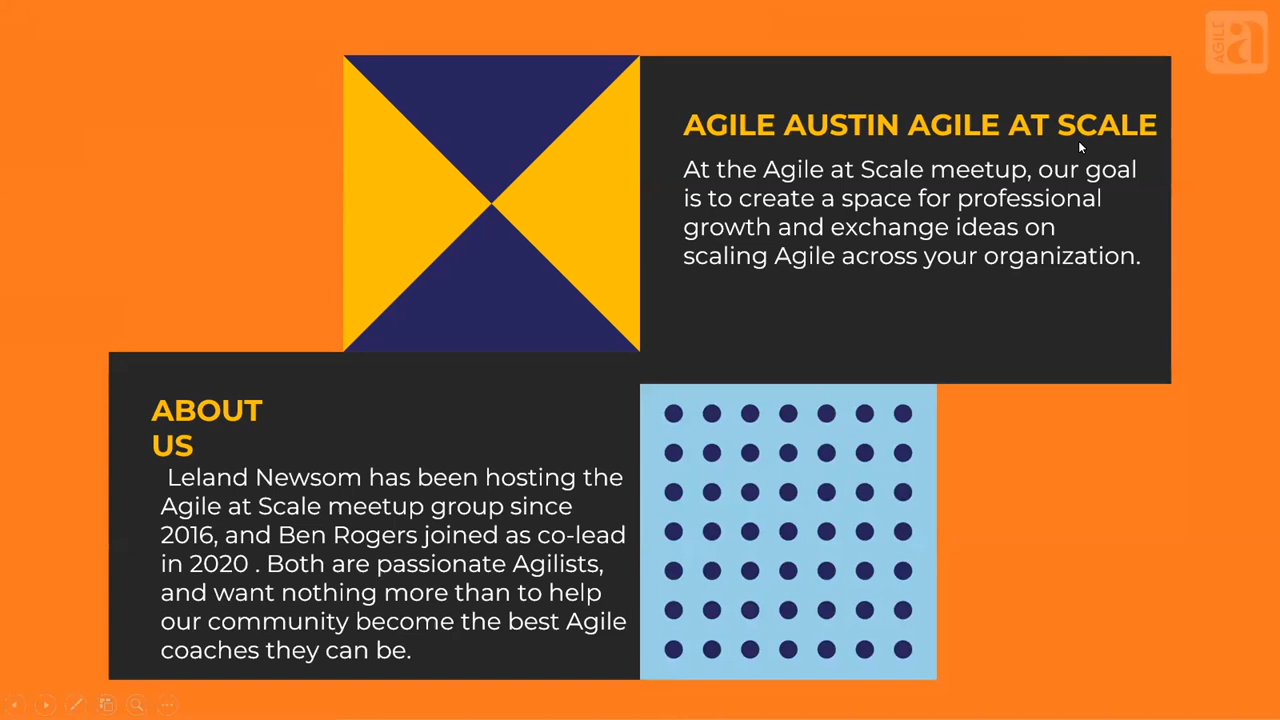 AGILE
a
AGILE AUSTIN AGILE AT SCALE
At the Agile at Scale meetup, our goal
is to create a space for professional
growth and exchange ideas on
scaling Agile across your organization.
ABOUT
US
Leland Newsom has been hosting the
Agile at Scale meetup group since
2016, and Ben Rogers joined as co-lead
in 2020 . Both are passionate Agilists,
and want nothing more than to help
our community become the best Agile
coaches they can be.